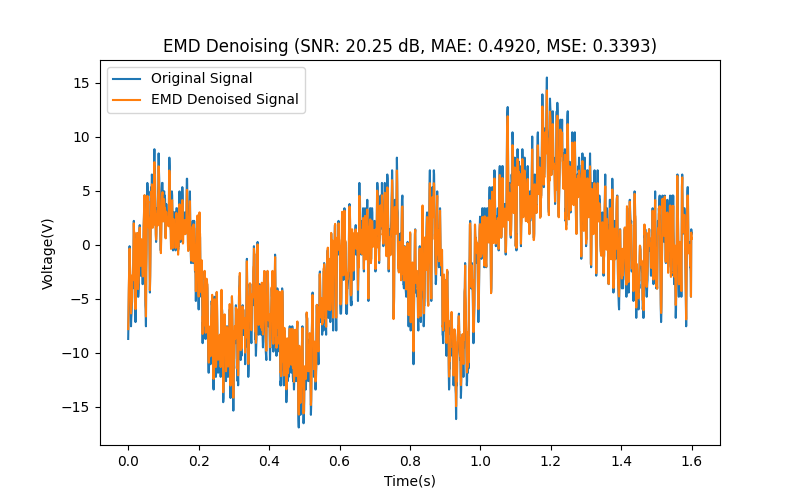 EMD Denoising (SNR: 20.25 dB, MAE: 0.4920, MSE: 0.3393)
Original Signal
EMD Denoised Signal
15
10
5
0
−5
−10
−15
Voltage(V)
0.0 0.2 0.4 0.6 0.8 1.0 1.2 1.4 1.6
Time(s)